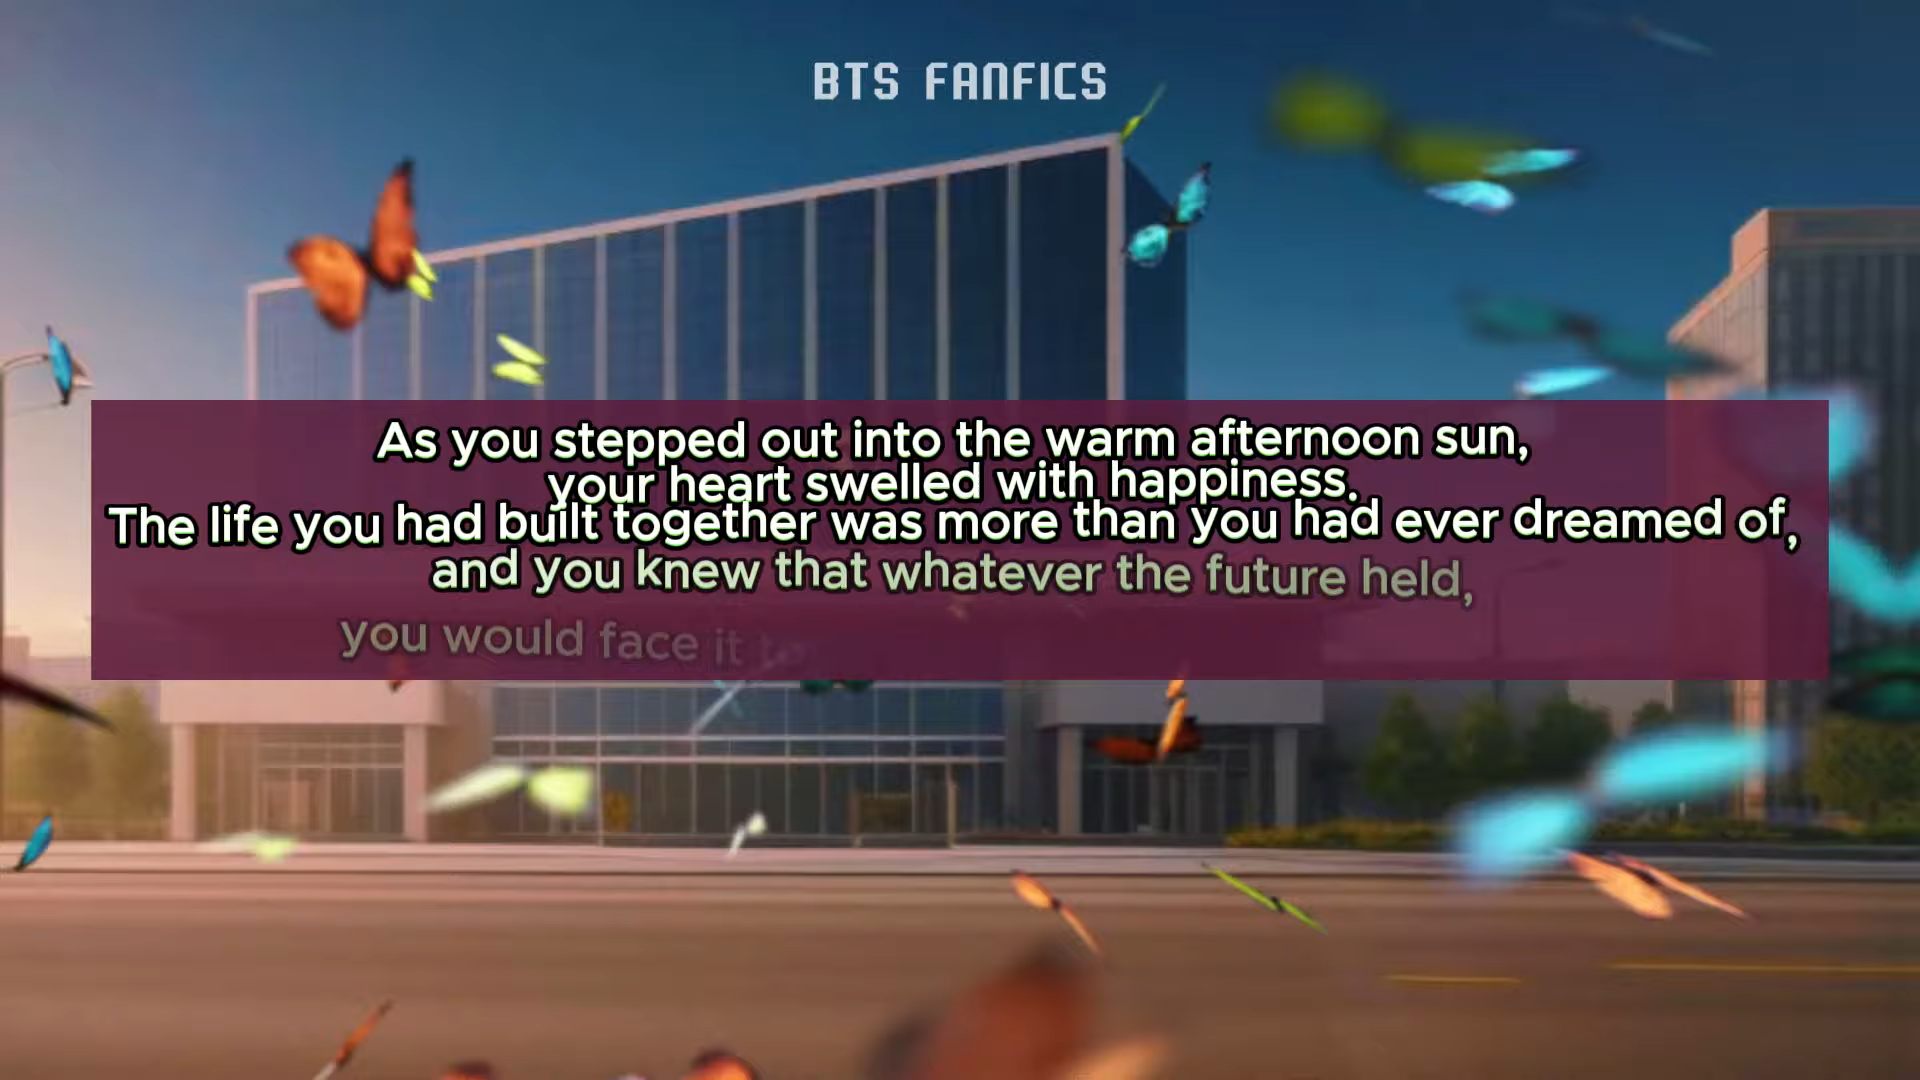 BTS FANFICS
As you stepped out into the warm afternoon sun,
your heart swelled with happiness.
The life you had built together was more than you had ever dreamed of,
and you knew that whatever the future held,
you would face it